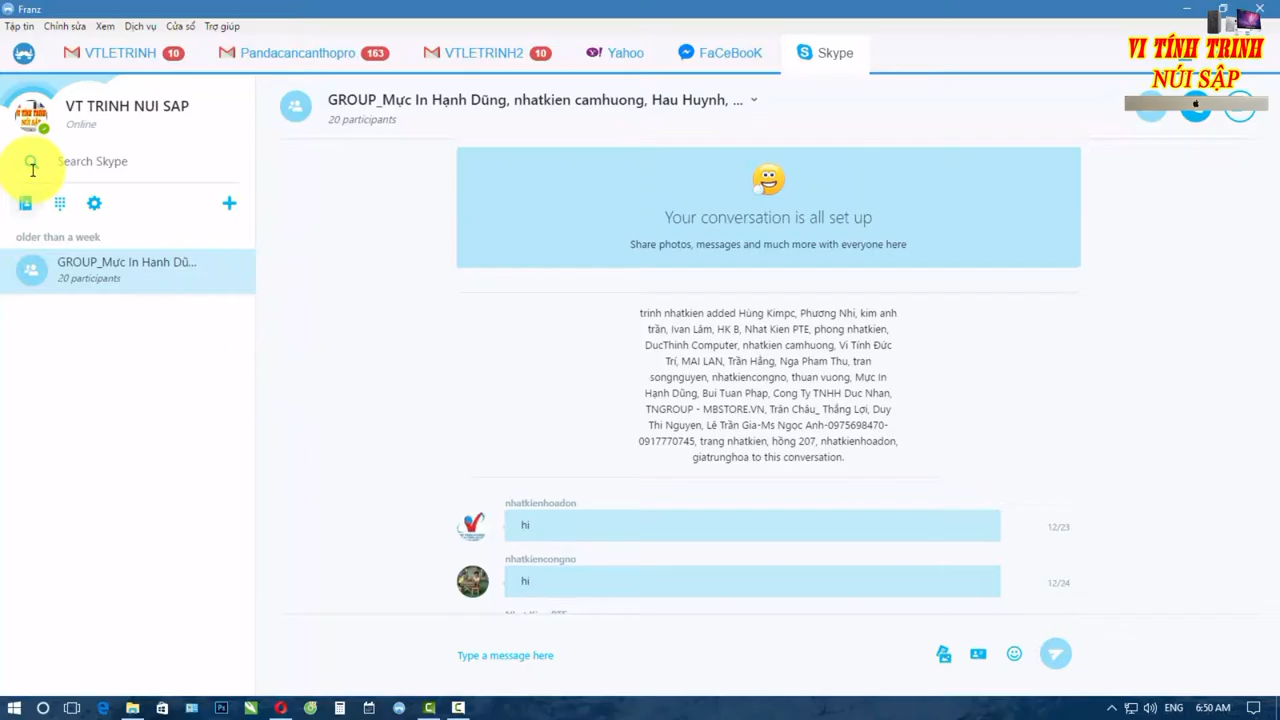 Franz
Tập tin Chỉnh sửa Xem Dịch vụ Cửa sổ Trợ giúp
VTLETRINH 10 Pandacancanthopro 163 VTLETRINH2 10 Yahoo FaCeBooK Skype
VI TÍNH TRINH
NÚI SẬP
VT TRINH NUI SAP
Online
Search Skype
older than a week
GROUP_Mực In Hạnh Dũ...
20 participants
GROUP_Mực In Hạnh Dũng, nhatkien camhuong, Hau Huynh, ...
20 participants
Your conversation is all set up
Share photos, messages and much more with everyone here
trinh nhatkien added Hùng Kimpc, Phương Nhi, kim anh
trần, Ivan Lâm, HK B, Nhat Kien PTE, phong nhatkien,
DucThinh Computer, nhatkien camhuong, Vi Tính Đức
Trí, MAI LAN, Trần Hằng, Nga Pham Thu, tran
songnguyen, nhatkiencongno, thuan vuong, Mực In
Hạnh Dũng, Bui Tuan Phap, Cong Ty TNHH Duc Nhan,
TNGROUP - MBSTORE.VN, Trân Châu_ Thắng Lợi, Duy
Thi Nguyen, Lê Trần Gia-Ms Ngọc Anh-0975698470-
0917770745, trang nhatkien, hồng 207, nhatkienhoadon,
giatrunghoa to this conversation.
nhatkienhoadon
hi
12/23
nhatkiencongno
hi
12/24
Type a message here
ENG 6:50 AM